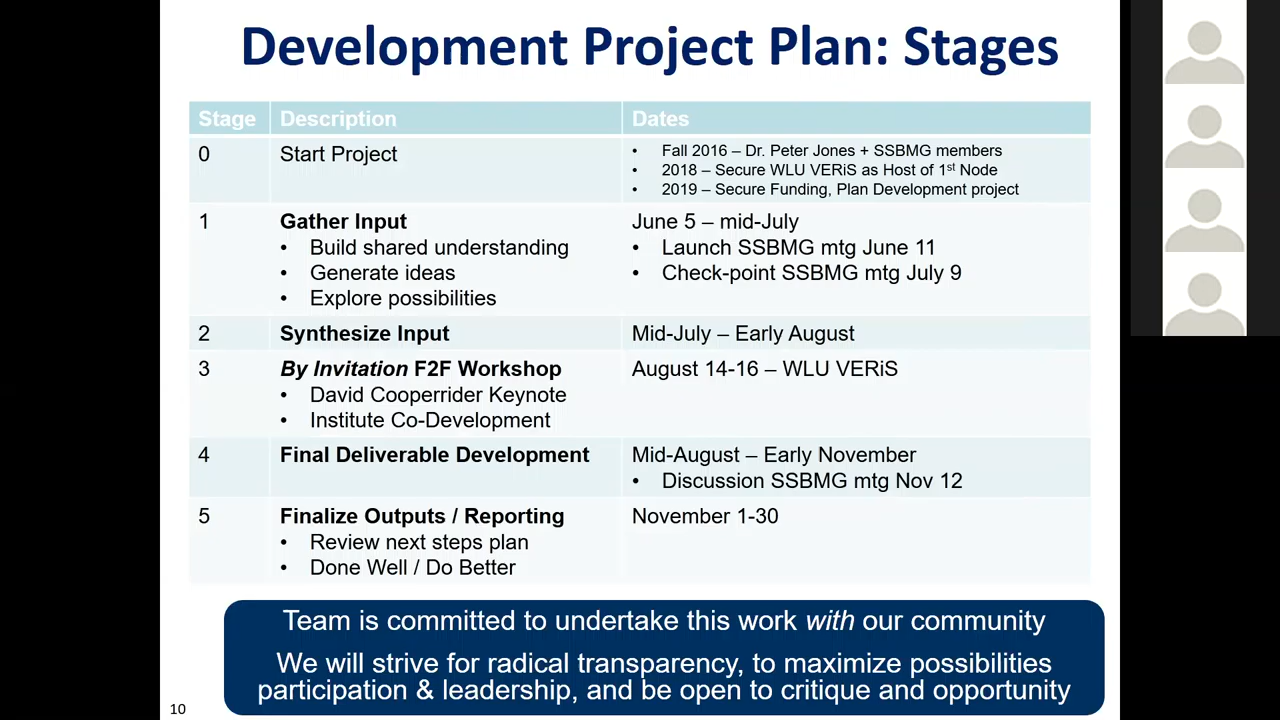 Development Project Plan: Stages
Stage Description Dates
0 Start Project
• Fall 2016 – Dr. Peter Jones + SSBMG members
• 2018 – Secure WLU VERiS as Host of 1st Node
• 2019 – Secure Funding, Plan Development project
1 Gather Input June 5 – mid-July
• Build shared understanding • Launch SSBMG mtg June 11
• Generate ideas • Check-point SSBMG mtg July 9
• Explore possibilities
2 Synthesize Input Mid-July – Early August
3 By Invitation F2F Workshop August 14-16 – WLU VERiS
• David Cooperrider Keynote
• Institute Co-Development
4 Final Deliverable Development Mid-August – Early November
• Discussion SSBMG mtg Nov 12
5 Finalize Outputs / Reporting November 1-30
• Review next steps plan
• Done Well / Do Better
Team is committed to undertake this work with our community
We will strive for radical transparency, to maximize possibilities
participation & leadership, and be open to critique and opportunity
10